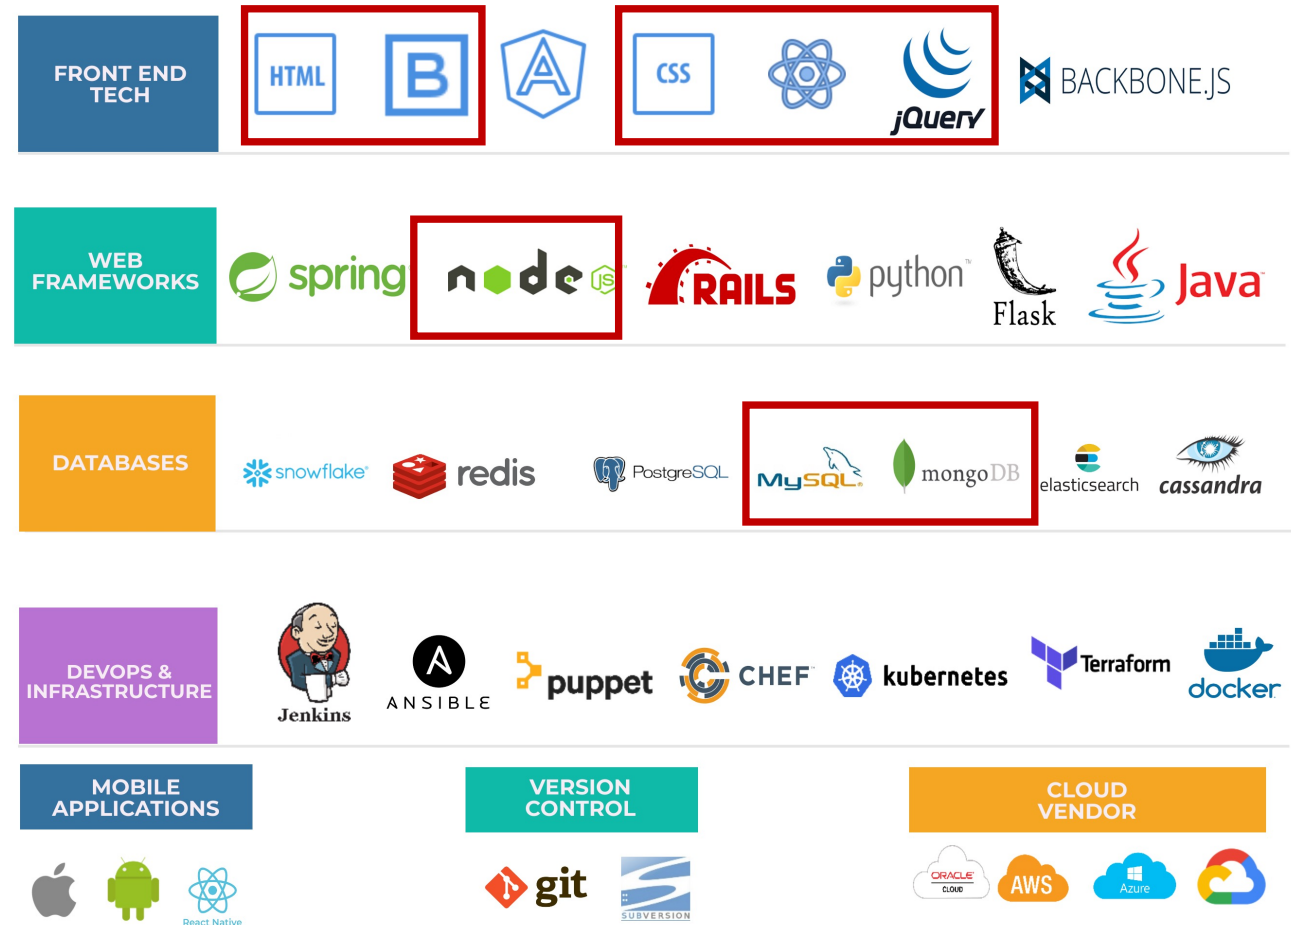 FRONT END
TECH
HTML
B
A
CSS
jQuery
BACKBONE.JS
WEB
FRAMEWORKS
spring
node
JS
RAILS
python™
Flask
Java
DATABASES
snowflake®
redis
PostgreSQL
MySQL®
mongoDB
elasticsearch
cassandra
DEVOPS &
INFRASTRUCTURE
Jenkins
A
ANSIBLE
puppet
CHEF™
kubernetes
Terraform
docker
MOBILE
APPLICATIONS
VERSION
CONTROL
CLOUD
VENDOR
React Native
git
SUBVERSION
ORACLE
CLOUD
AWS
Azure